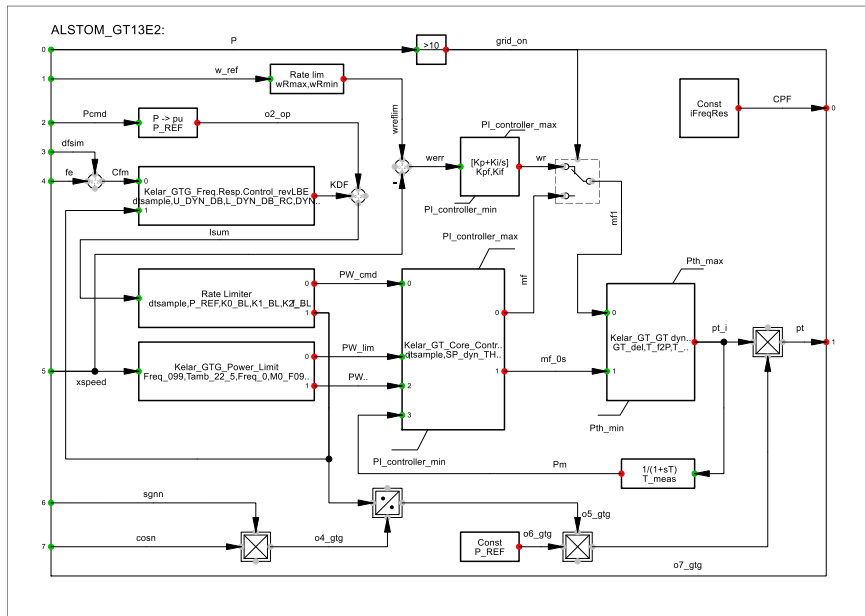 ALSTOM_GT13E2:
0
P
>10
grid_on
1
w_ref
Rate lim
wRmax,wRmin
Const
iFreqRes
CPF
0
2
Pcmd
P -> pu
P_REF
o2_op
wreflim
PI_controller_max
3
dfsim
4
fe
Cfm
0
1
Kelar_GTG_Freq.Resp.Control_revLBE
dtsample,U_DYN_DB,L_DYN_DB_RC,DYN..
KDF
-
werr
[Kp+Ki/s]
Kpf,Kif
wr
PI_controller_min
lsum
PI_controller_max
mf
mf1
Pth_max
Rate Limiter
dtsample,P_REF,K0_BL,K1_BL,K2_BL
0
1
PW_cmd
0
Kelar_GT_Core_Contr..
dtsample,SP_dyn_TH..
0
0
Kelar_GT_GT dyn..
GT_del,T_f2P,T_..
pt_i
pt
1
5
xspeed
Kelar_GTG_Power_Limit
Freq_099,Tamb_22_5,Freq_0,M0_F09..
0
1
PW_lim
PW..
2
3
1
mf_0s
1
Pth_min
PI_controller_min
Pm
1/(1+sT)
T_meas
6
sgnn
7
cosn
o4_gtg
o5_gtg
Const
P_REF
o6_gtg
o7_gtg